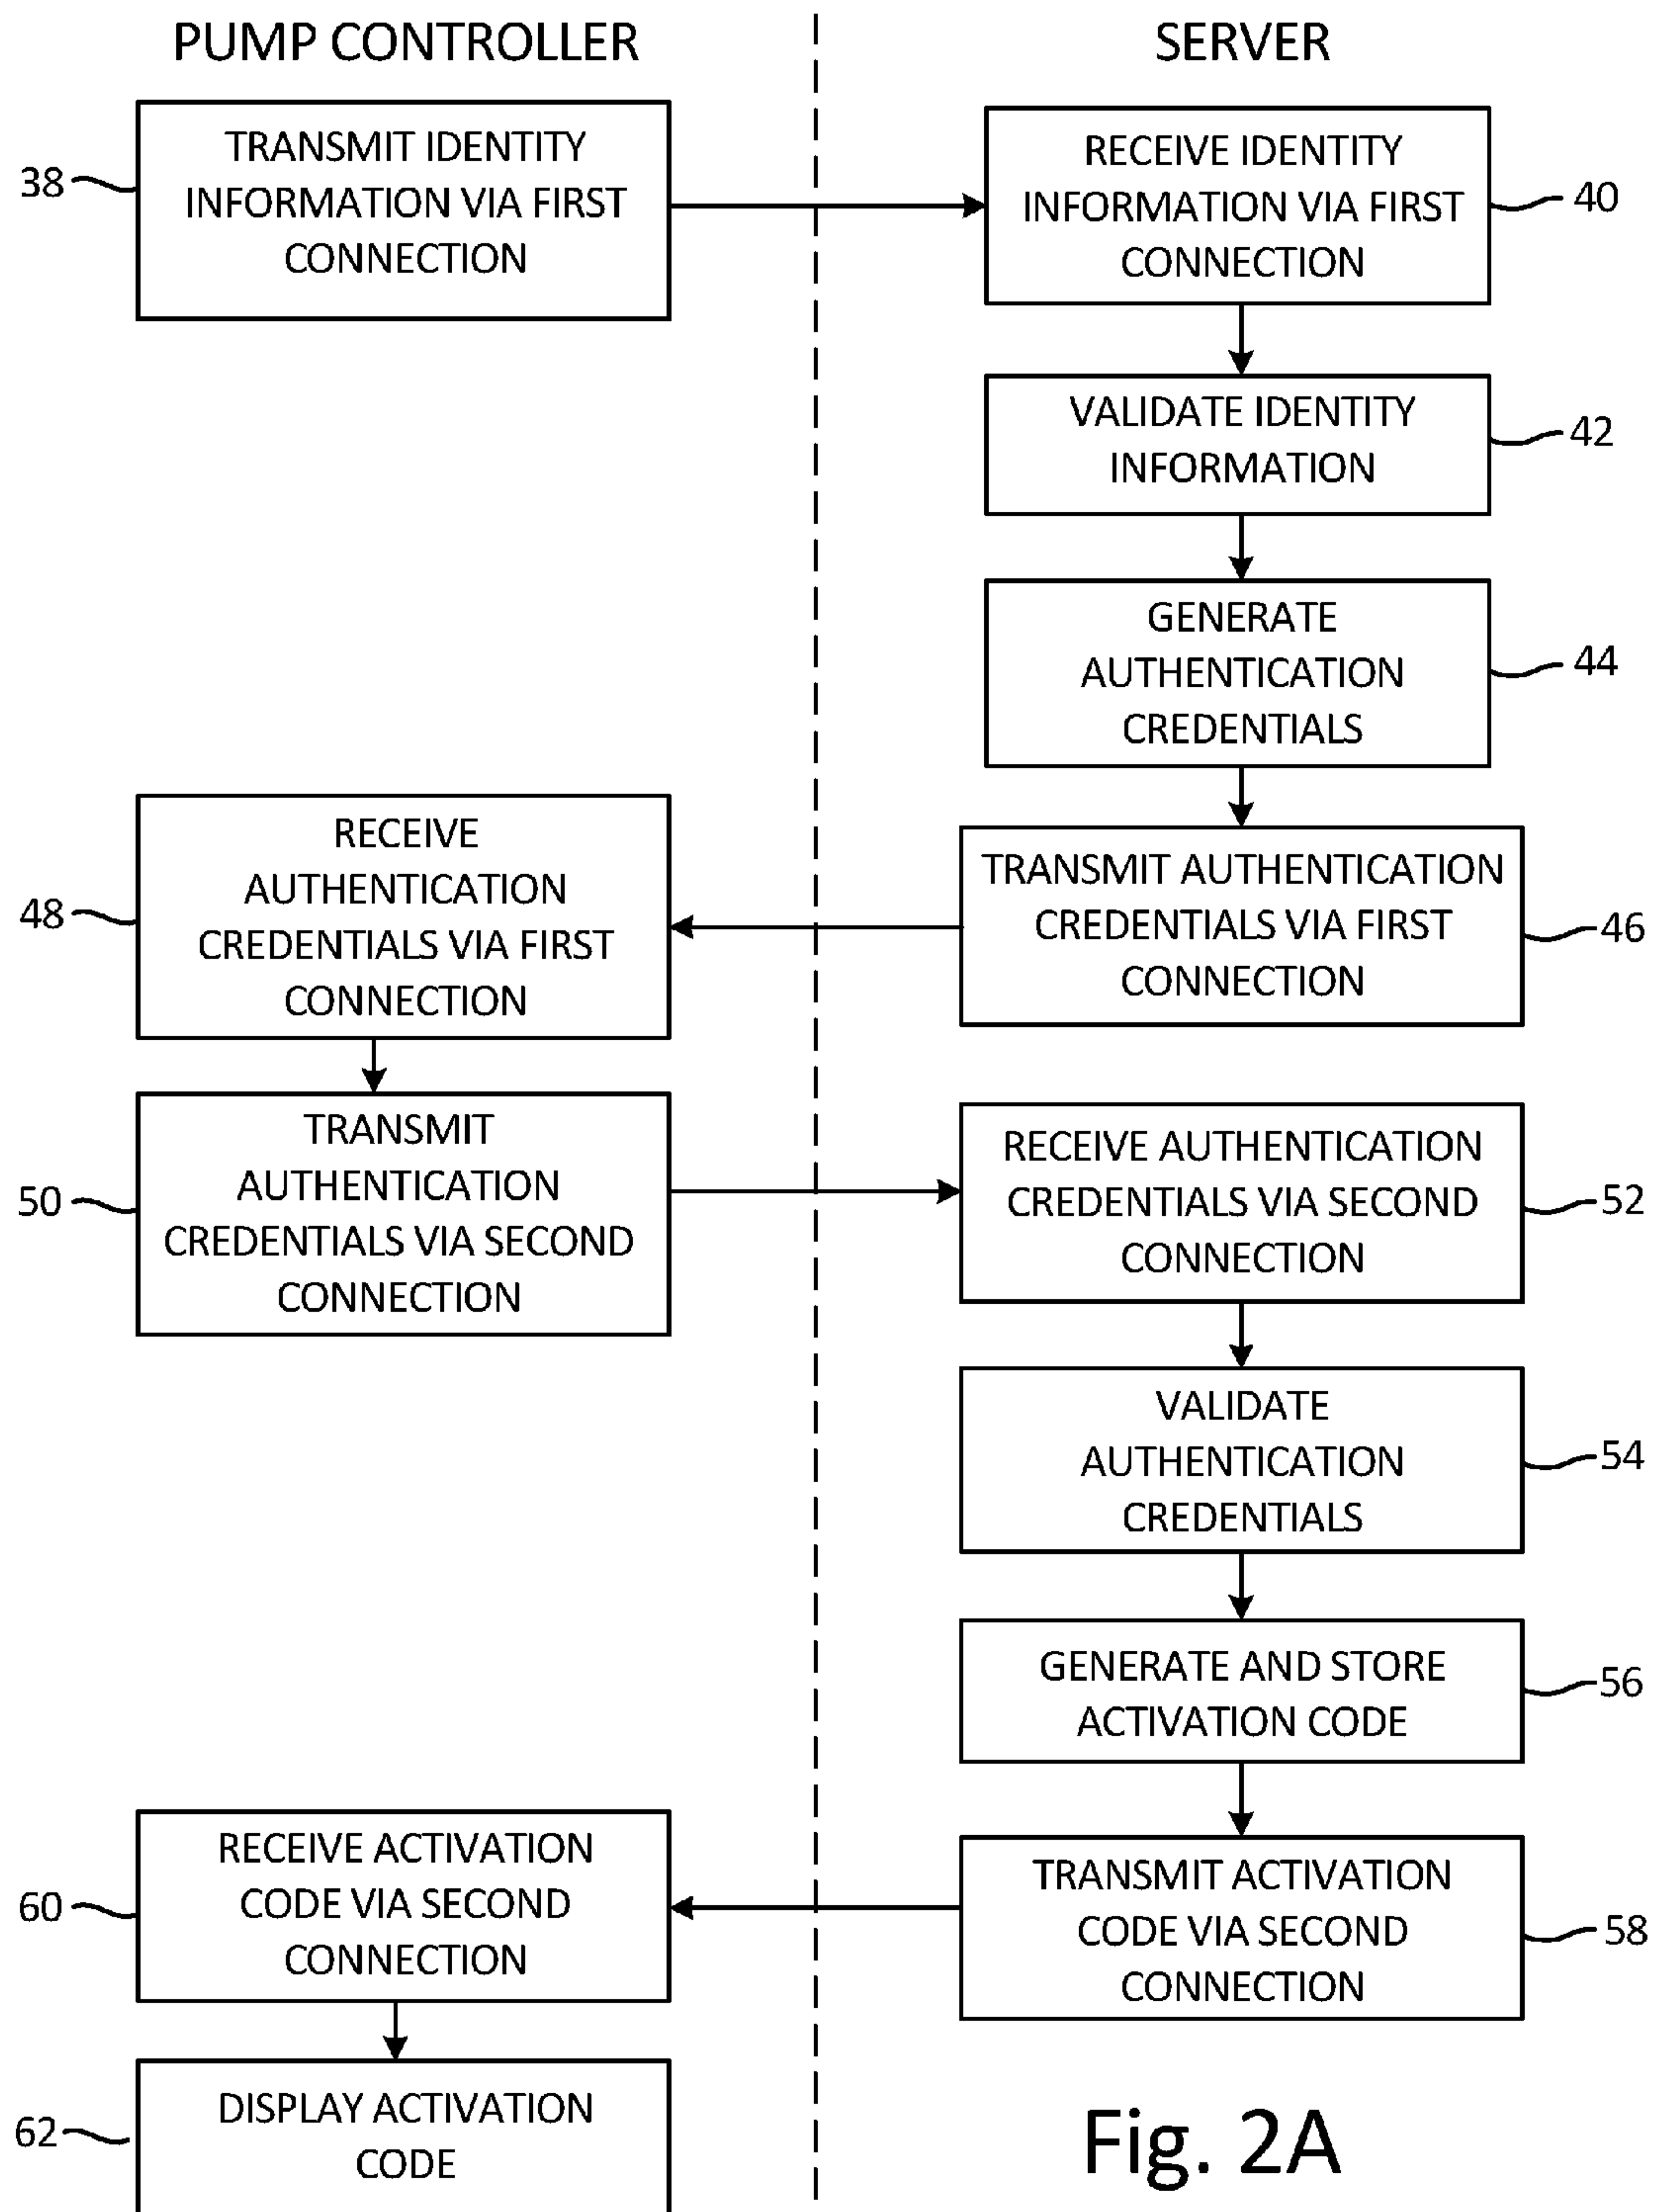 PUMP CONTROLLER
SERVER
TRANSMIT IDENTITY
INFORMATION VIA FIRST
CONNECTION
38
RECEIVE IDENTITY
INFORMATION VIA FIRST
CONNECTION
40
VALIDATE IDENTITY
INFORMATION
42
GENERATE
AUTHENTICATION
CREDENTIALS
44
TRANSMIT AUTHENTICATION
CREDENTIALS VIA FIRST
CONNECTION
46
RECEIVE
AUTHENTICATION
CREDENTIALS VIA FIRST
CONNECTION
48
TRANSMIT
AUTHENTICATION
CREDENTIALS VIA SECOND
CONNECTION
50
RECEIVE AUTHENTICATION
CREDENTIALS VIA SECOND
CONNECTION
52
VALIDATE
AUTHENTICATION
CREDENTIALS
54
GENERATE AND STORE
ACTIVATION CODE
56
TRANSMIT ACTIVATION
CODE VIA SECOND
CONNECTION
58
RECEIVE ACTIVATION
CODE VIA SECOND
CONNECTION
60
DISPLAY ACTIVATION
CODE
62
Fig. 2A